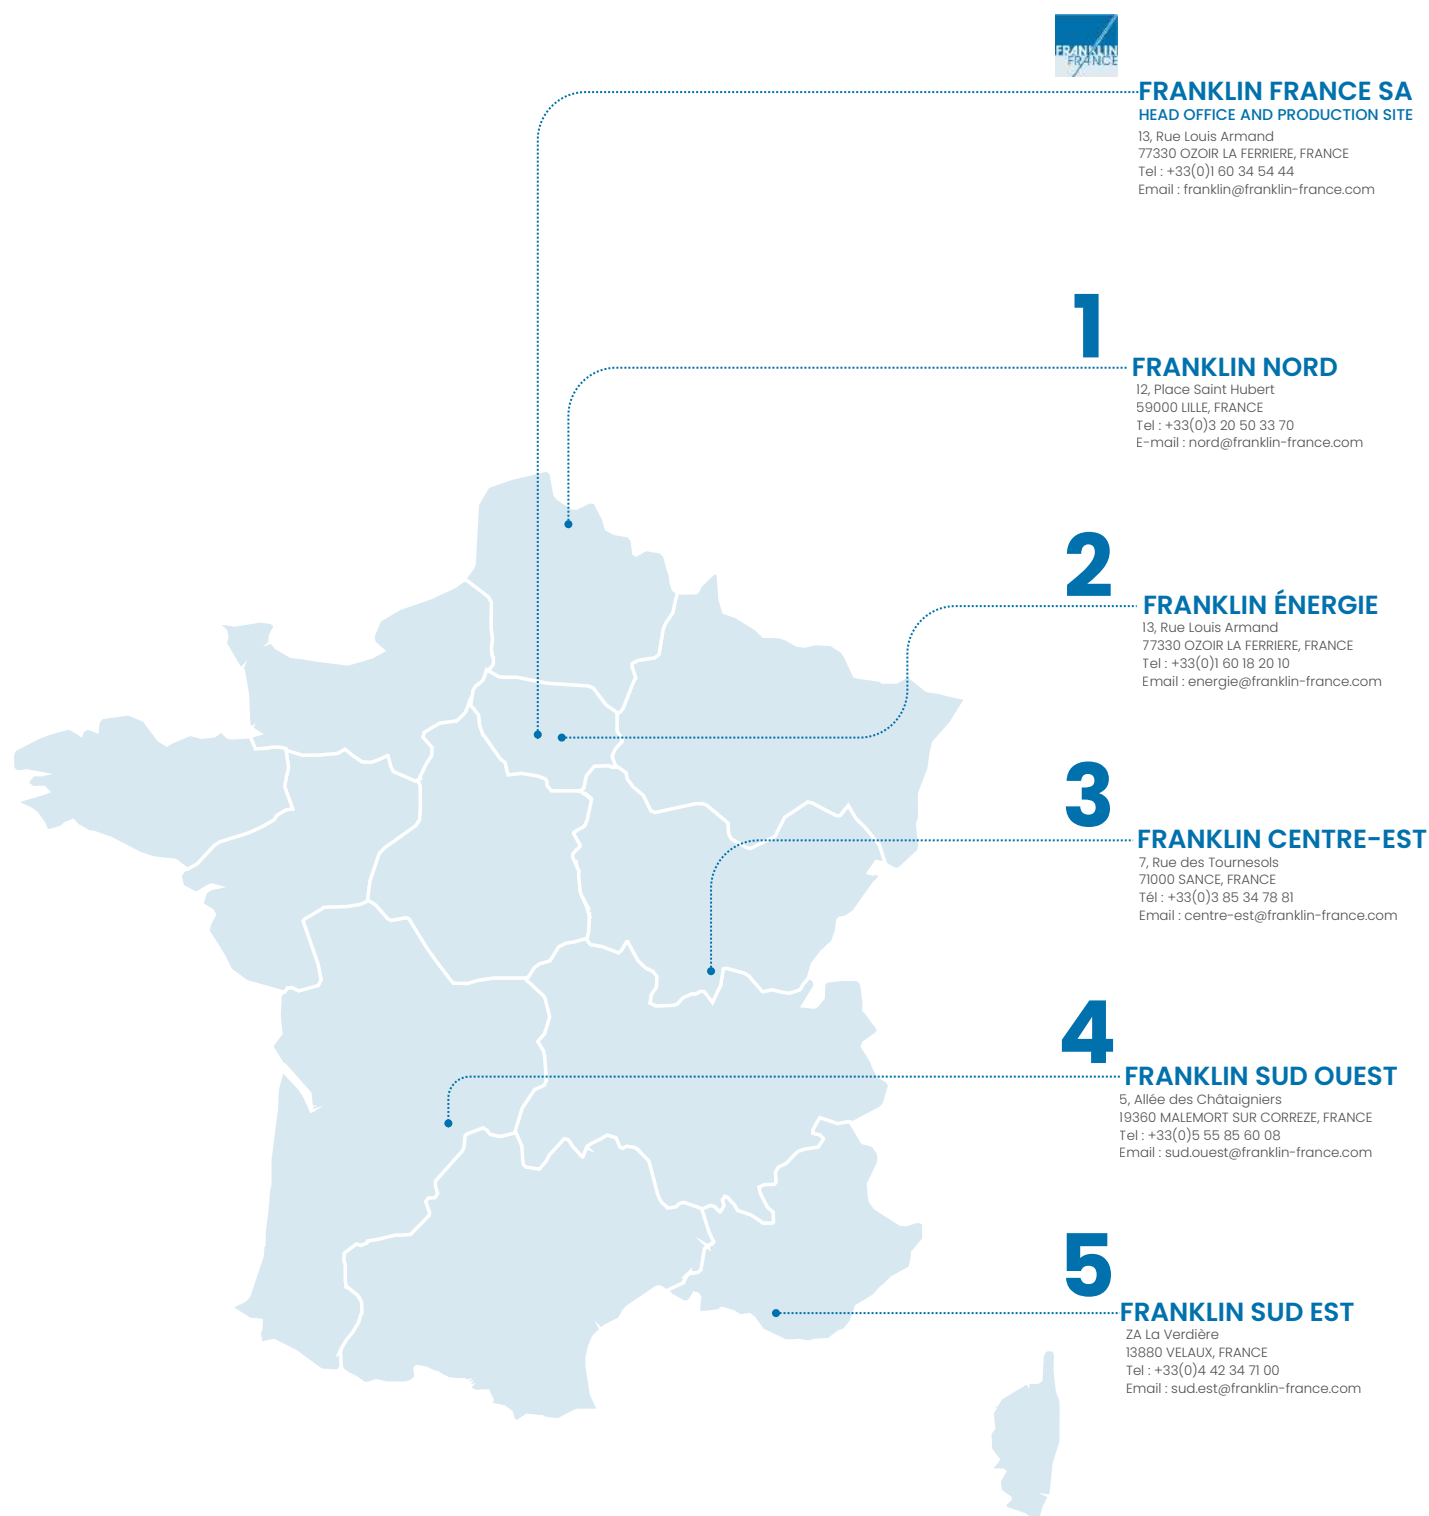 FRANKLIN
FRANCE
FRANKLIN FRANCE SA
HEAD OFFICE AND PRODUCTION SITE
13, Rue Louis Armand
77330 OZOIR LA FERRIERE, FRANCE
Tel : +33(0)1 60 34 54 44
Email : franklin@franklin-france.com
1
FRANKLIN NORD
12, Place Saint Hubert
59000 LILLE, FRANCE
Tel : +33(0)3 20 50 33 70
E-mail : nord@franklin-france.com
2
FRANKLIN ÉNERGIE
13, Rue Louis Armand
77330 OZOIR LA FERRIERE, FRANCE
Tel : +33(0)1 60 18 20 10
Email : energie@franklin-france.com
3
FRANKLIN CENTRE-EST
7, Rue des Tournesols
71000 SANCE, FRANCE
Tél : +33(0)3 85 34 78 81
Email : centre-est@franklin-france.com
4
FRANKLIN SUD OUEST
5, Allée des Châtaigniers
19360 MALEMORT SUR CORREZE, FRANCE
Tel : +33(0)5 55 85 60 08
Email : sud.ouest@franklin-france.com
5
FRANKLIN SUD EST
ZA La Verdière
13880 VELAUX, FRANCE
Tel : +33(0)4 42 34 71 00
Email : sud.est@franklin-france.com